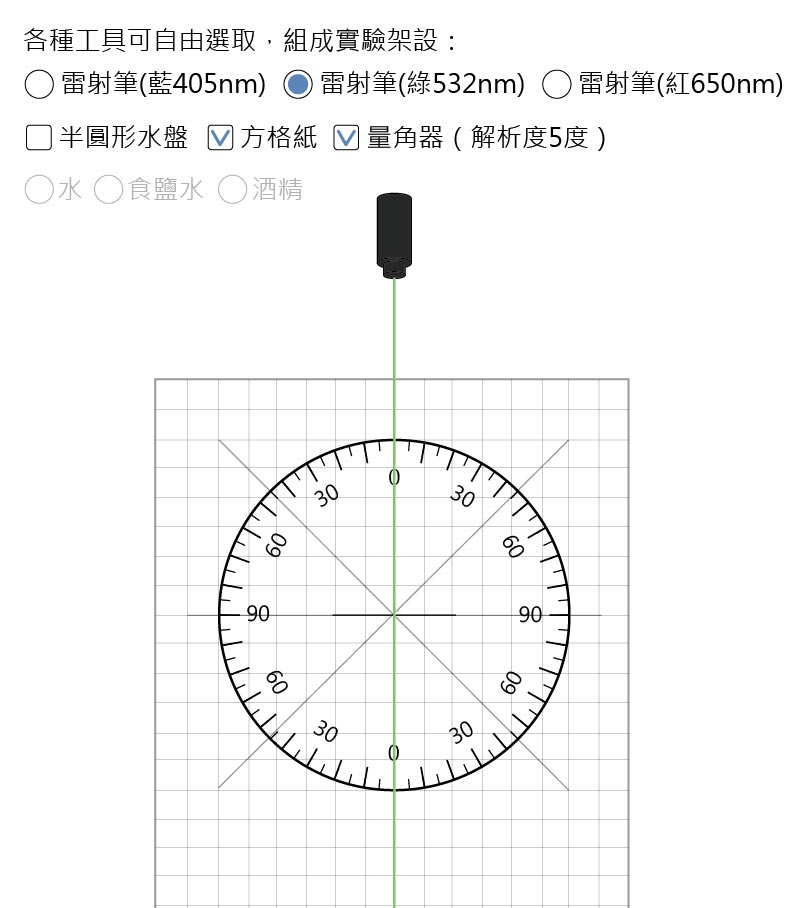 各種工具可自由選取，組成實驗架設：
雷射筆(藍405nm) 雷射筆(綠532nm) 雷射筆(紅650nm)
半圓形水盤 方格紙 量角器（解析度5度）
水 食鹽水 酒精
0
30 30
60 60
90 90
60 60
30 30
0